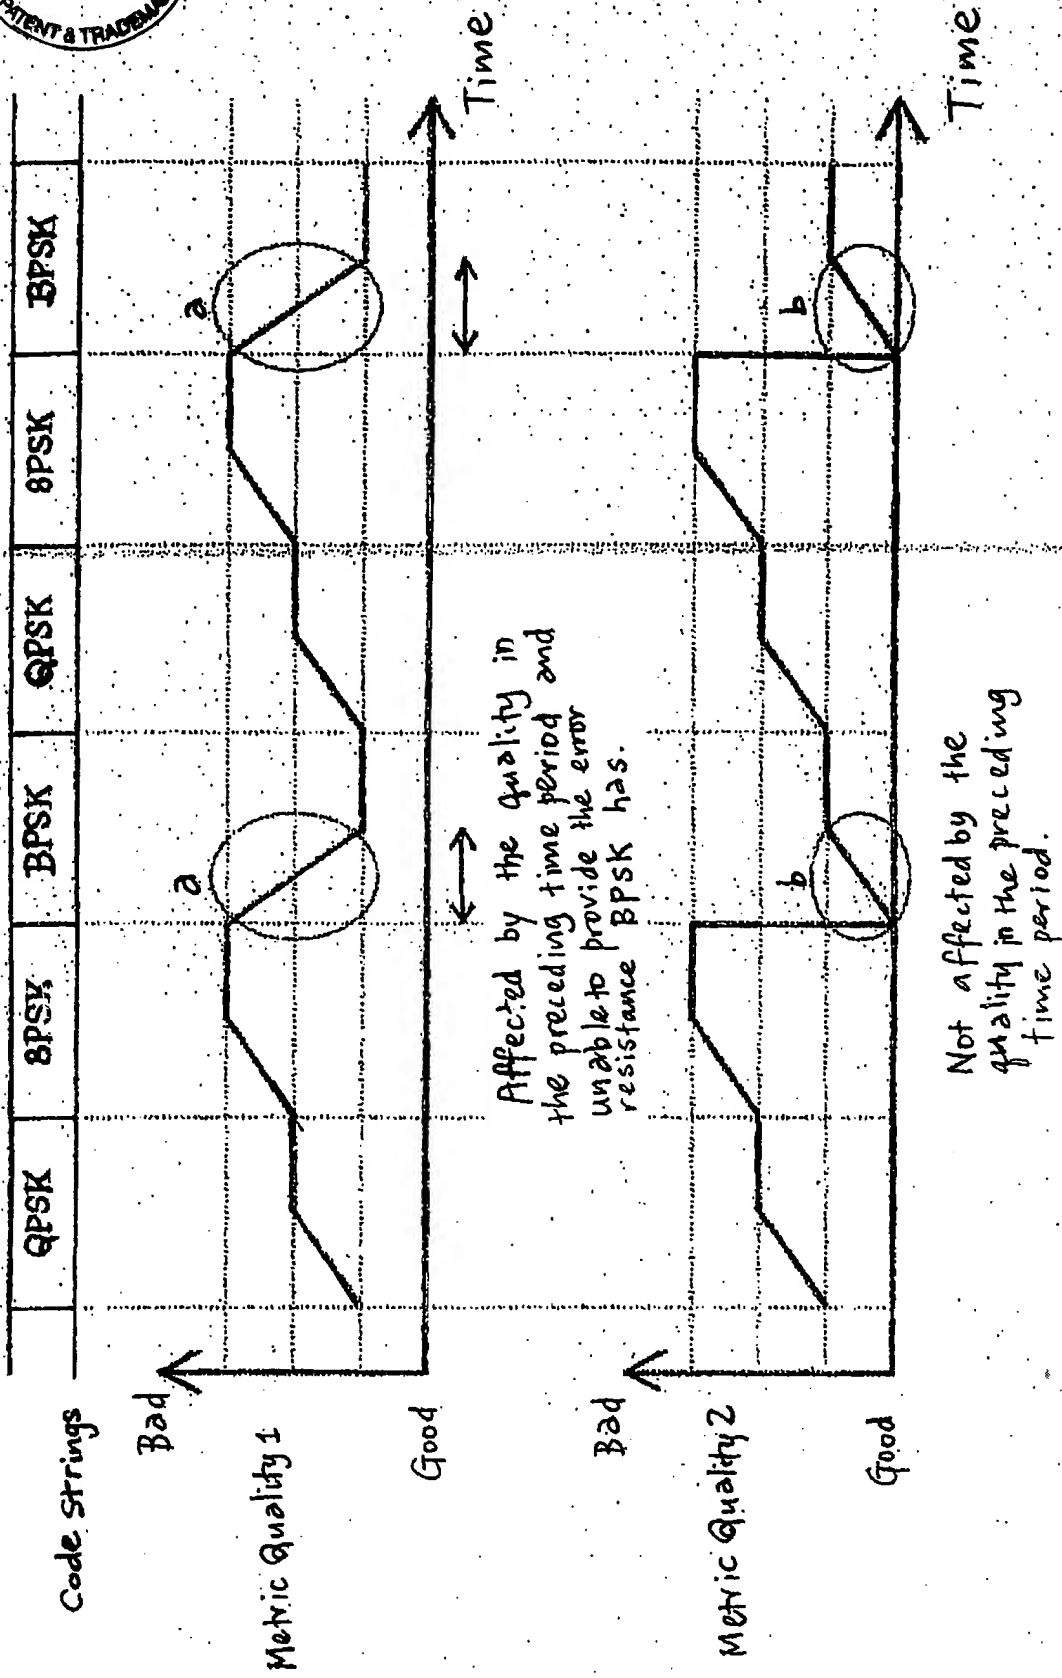 PATENT & TRADEMA
Code Strings
QPSK 8PSK BPSK QPSK 8PSK BPSK
Bad
a a
Metric Quality 1
Good
Time
Affected by the quality in
the preceding time period and
unable to provide the error
resistance BPSK has.
Bad
b b
Metric Quality 2
Good
Time
Not affected by the
quality in the preceding
time period.